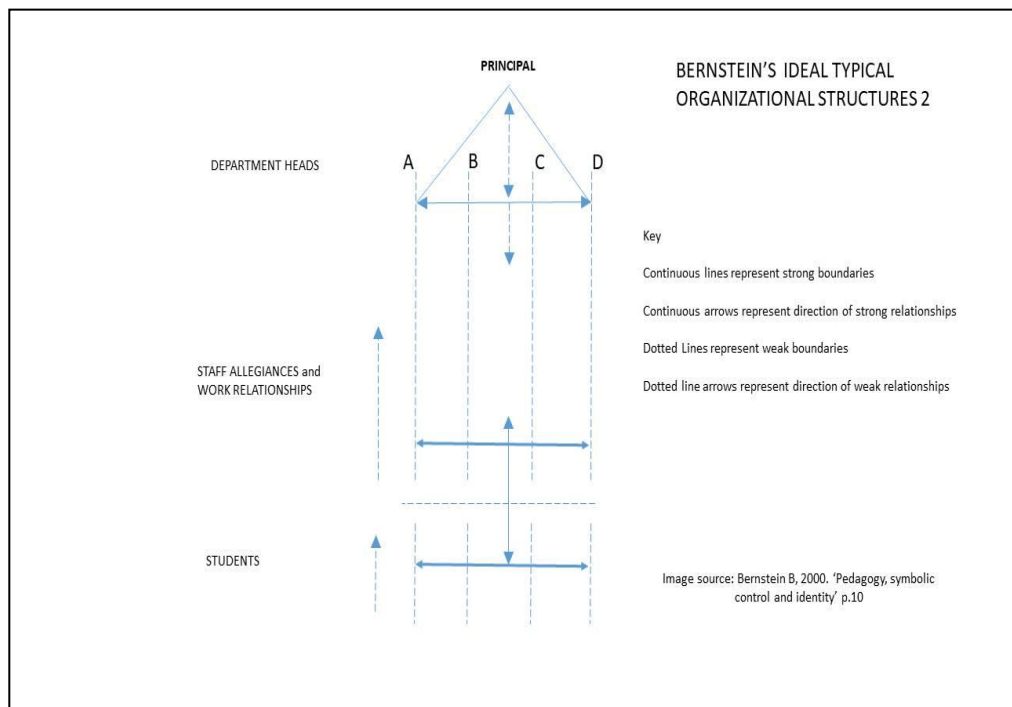 PRINCIPAL
BERNSTEIN'S IDEAL TYPICAL
ORGANIZATIONAL STRUCTURES 2
DEPARTMENT HEADS
A
B
C
D
Key
Continuous lines represent strong boundaries
Continuous arrows represent direction of strong relationships
Dotted Lines represent weak boundaries
Dotted line arrows represent direction of weak relationships
STAFF ALLEGIANCES and
WORK RELATIONSHIPS
STUDENTS
Image source: Bernstein B, 2000. ‘Pedagogy, symbolic
control and identity’ p.10